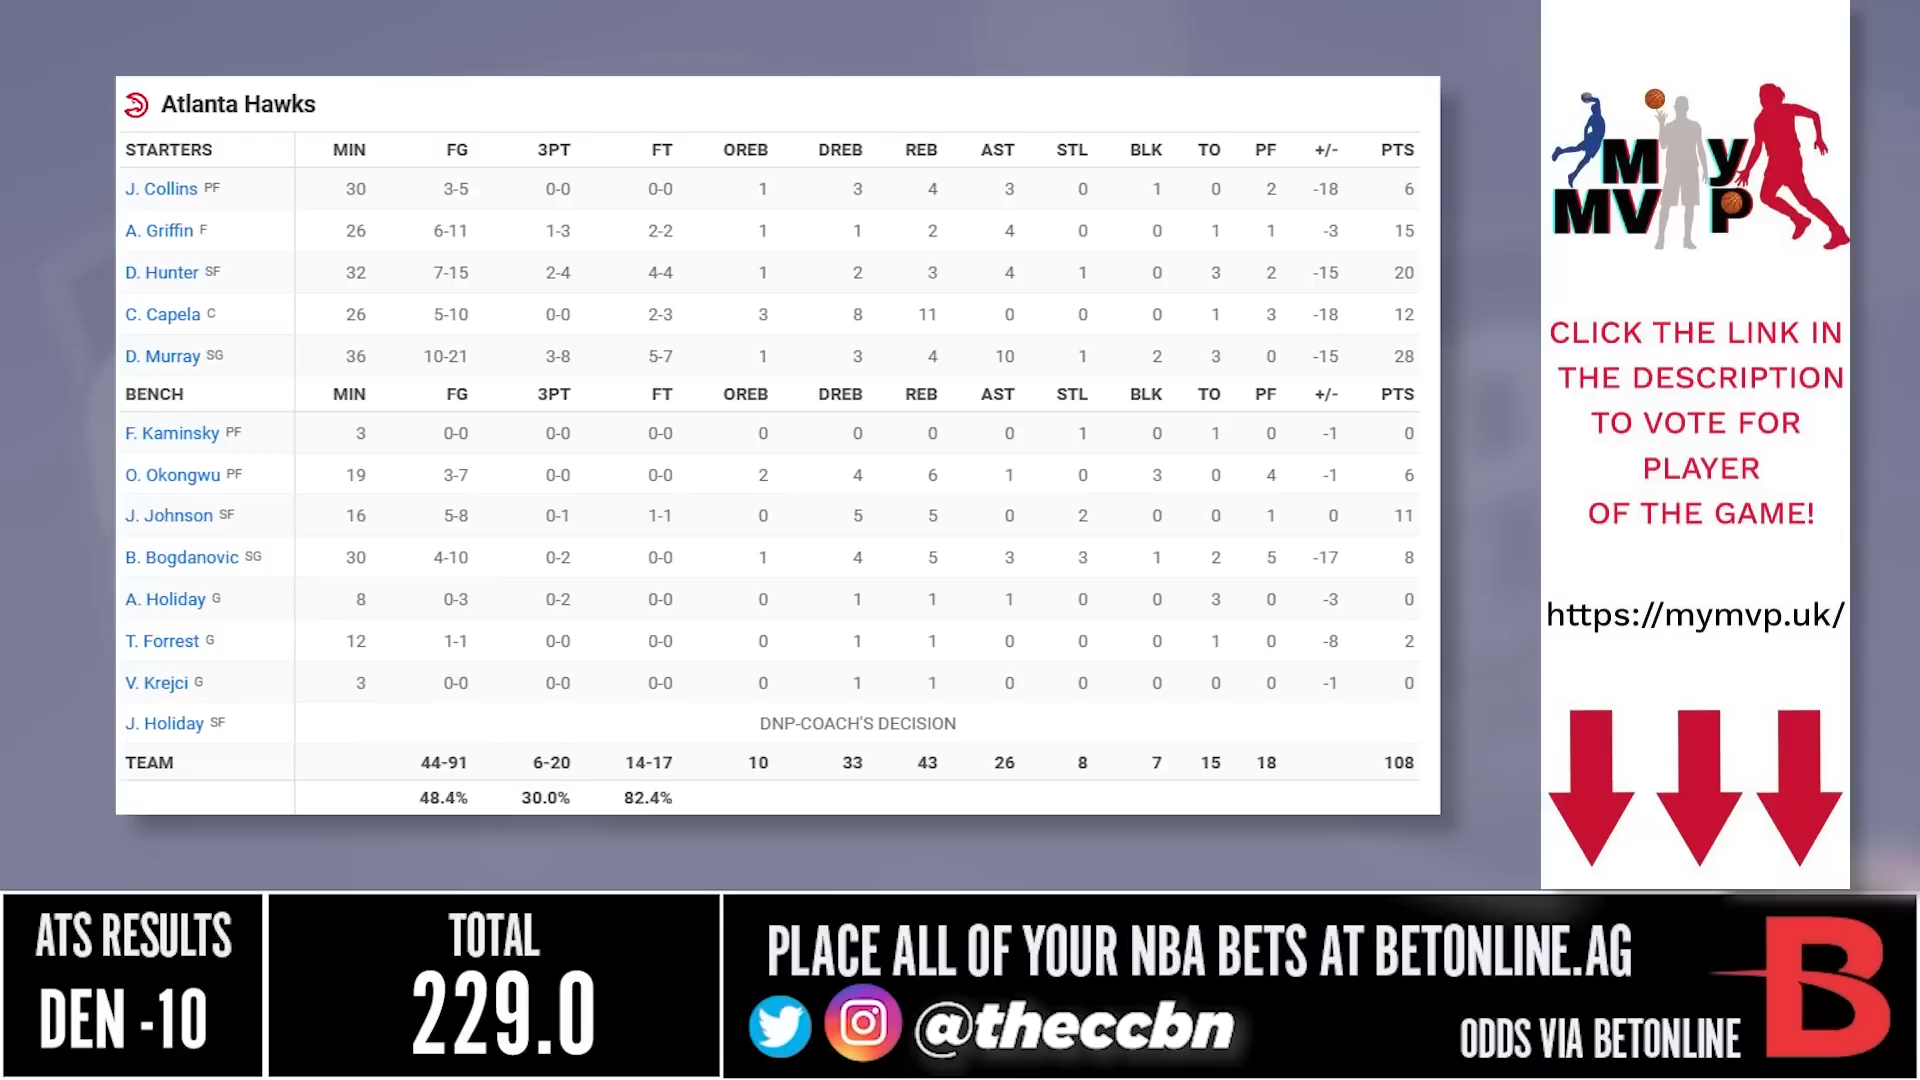 Atlanta Hawks
STARTERS MIN FG 3PT FT OREB DREB REB AST STL BLK TO PF +/- PTS
J. Collins PF 30 3-5 0-0 0-0 1 3 4 3 0 1 0 2 -18 6
A. Griffin F 26 6-11 1-3 2-2 1 1 2 4 0 0 1 1 -3 15
D. Hunter SF 32 7-15 2-4 4-4 1 2 3 4 1 0 3 2 -15 20
C. Capela C 26 5-10 0-0 2-3 3 8 11 0 0 0 1 3 -18 12
D. Murray SG 36 10-21 3-8 5-7 1 3 4 10 1 2 3 0 -15 28
BENCH MIN FG 3PT FT OREB DREB REB AST STL BLK TO PF +/- PTS
F. Kaminsky PF 3 0-0 0-0 0-0 0 0 0 0 1 0 1 0 -1 0
O. Okongwu PF 19 3-7 0-0 0-0 2 4 6 1 0 3 0 4 -1 6
J. Johnson SF 16 5-8 0-1 1-1 0 5 5 0 2 0 0 1 0 11
B. Bogdanovic SG 30 4-10 0-2 0-0 1 4 5 3 3 1 2 5 -17 8
A. Holiday G 8 0-3 0-2 0-0 0 1 1 1 0 0 3 0 -3 0
T. Forrest G 12 1-1 0-0 0-0 0 1 1 0 0 0 1 0 -8 2
V. Krejci G 3 0-0 0-0 0-0 0 1 1 0 0 0 0 0 -1 0
J. Holiday SF DNP-COACH'S DECISION
TEAM 44-91 6-20 14-17 10 33 43 26 8 7 15 18 108
48.4% 30.0% 82.4%
My
MVP
CLICK THE LINK IN
THE DESCRIPTION
TO VOTE FOR
PLAYER
OF THE GAME!
https://mymvp.uk/
ATS RESULTS
DEN -10
TOTAL
229.0
PLACE ALL OF YOUR NBA BETS AT BETONLINE.AG
@theccbn
ODDS VIA BETONLINE
B